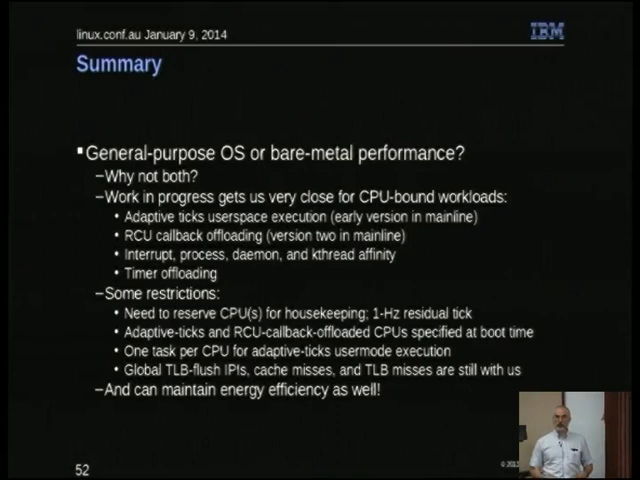 linux.conf.au January 9, 2014
IBM
Summary
General-purpose OS or bare-metal performance?
–Why not both?
–Work in progress gets us very close for CPU-bound workloads:
• Adaptive ticks userspace execution (early version in mainline)
• RCU callback offloading (version two in mainline)
• Interrupt, process, daemon, and kthread affinity
• Timer offloading
–Some restrictions:
• Need to reserve CPU(s) for housekeeping; 1-Hz residual tick
• Adaptive-ticks and RCU-callback-offloaded CPUs specified at boot time
• One task per CPU for adaptive-ticks usermode execution
• Global TLB-flush IPIs, cache misses, and TLB misses are still with us
–And can maintain energy efficiency as well!
52